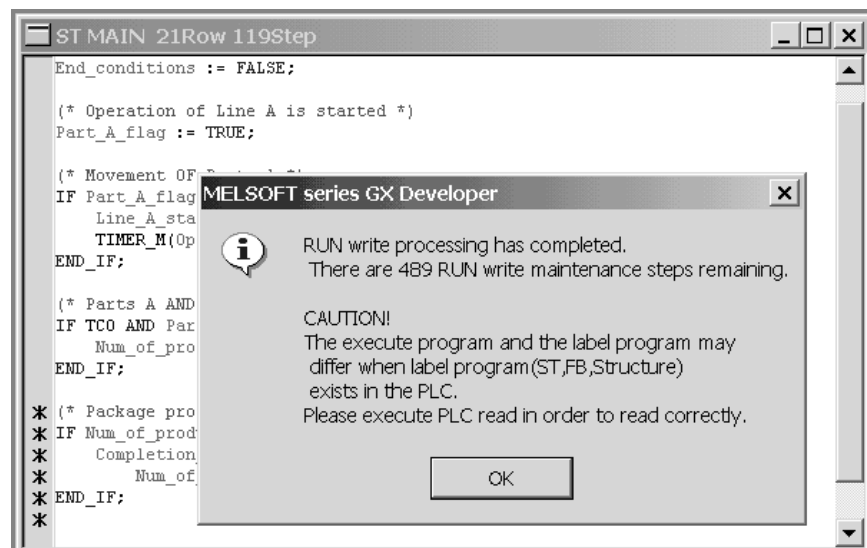 ST MAIN 21Row 119Step
End_conditions := FALSE;
(* Operation of Line A is started *)
Part_A_flag := TRUE;
(* Movement OF
IF Part_A_flag
Line_A_sta
TIMER_M(Op
END_IF;
(* Parts A AND
IF TC0 AND Par
Num_of_pro
END_IF;
* (* Package pro
* IF Num_of_prod
* Completion_
* Num_of_
* END_IF;
*
MELSOFT series GX Developer
RUN write processing has completed.
There are 489 RUN write maintenance steps remaining.
CAUTION!
The execute program and the label program may
differ when label program(ST,FB,Structure)
exists in the PLC.
Please execute PLC read in order to read correctly.
OK